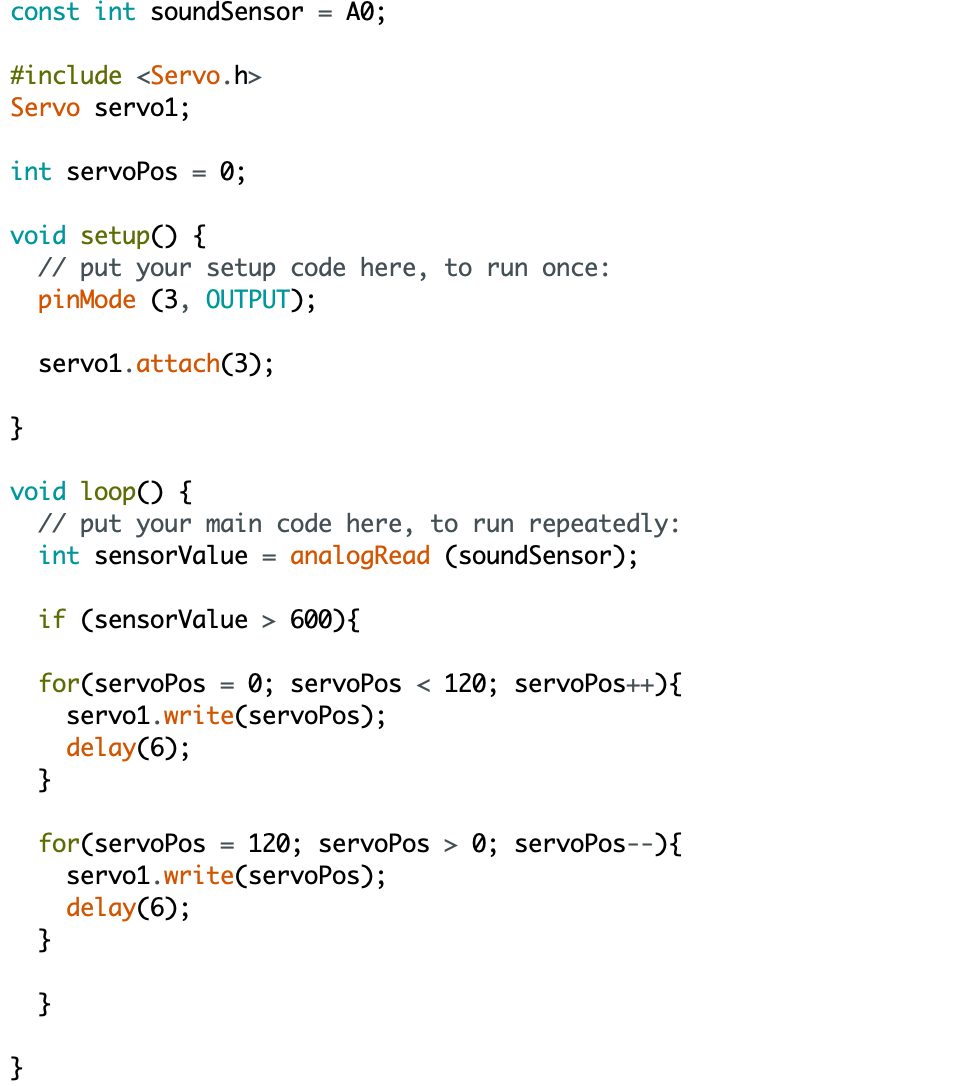 const int soundSensor = A0;
#include <Servo.h>
Servo servo1;
int servoPos = 0;
void setup() {
  // put your setup code here, to run once:
  pinMode (3, OUTPUT);
  servo1.attach(3);
}
void loop() {
  // put your main code here, to run repeatedly:
  int sensorValue = analogRead (soundSensor);
  if (sensorValue > 600){
  for(servoPos = 0; servoPos < 120; servoPos++){
    servo1.write(servoPos);
    delay(6);
  }
  for(servoPos = 120; servoPos > 0; servoPos--){
    servo1.write(servoPos);
    delay(6);
  }
  }
}